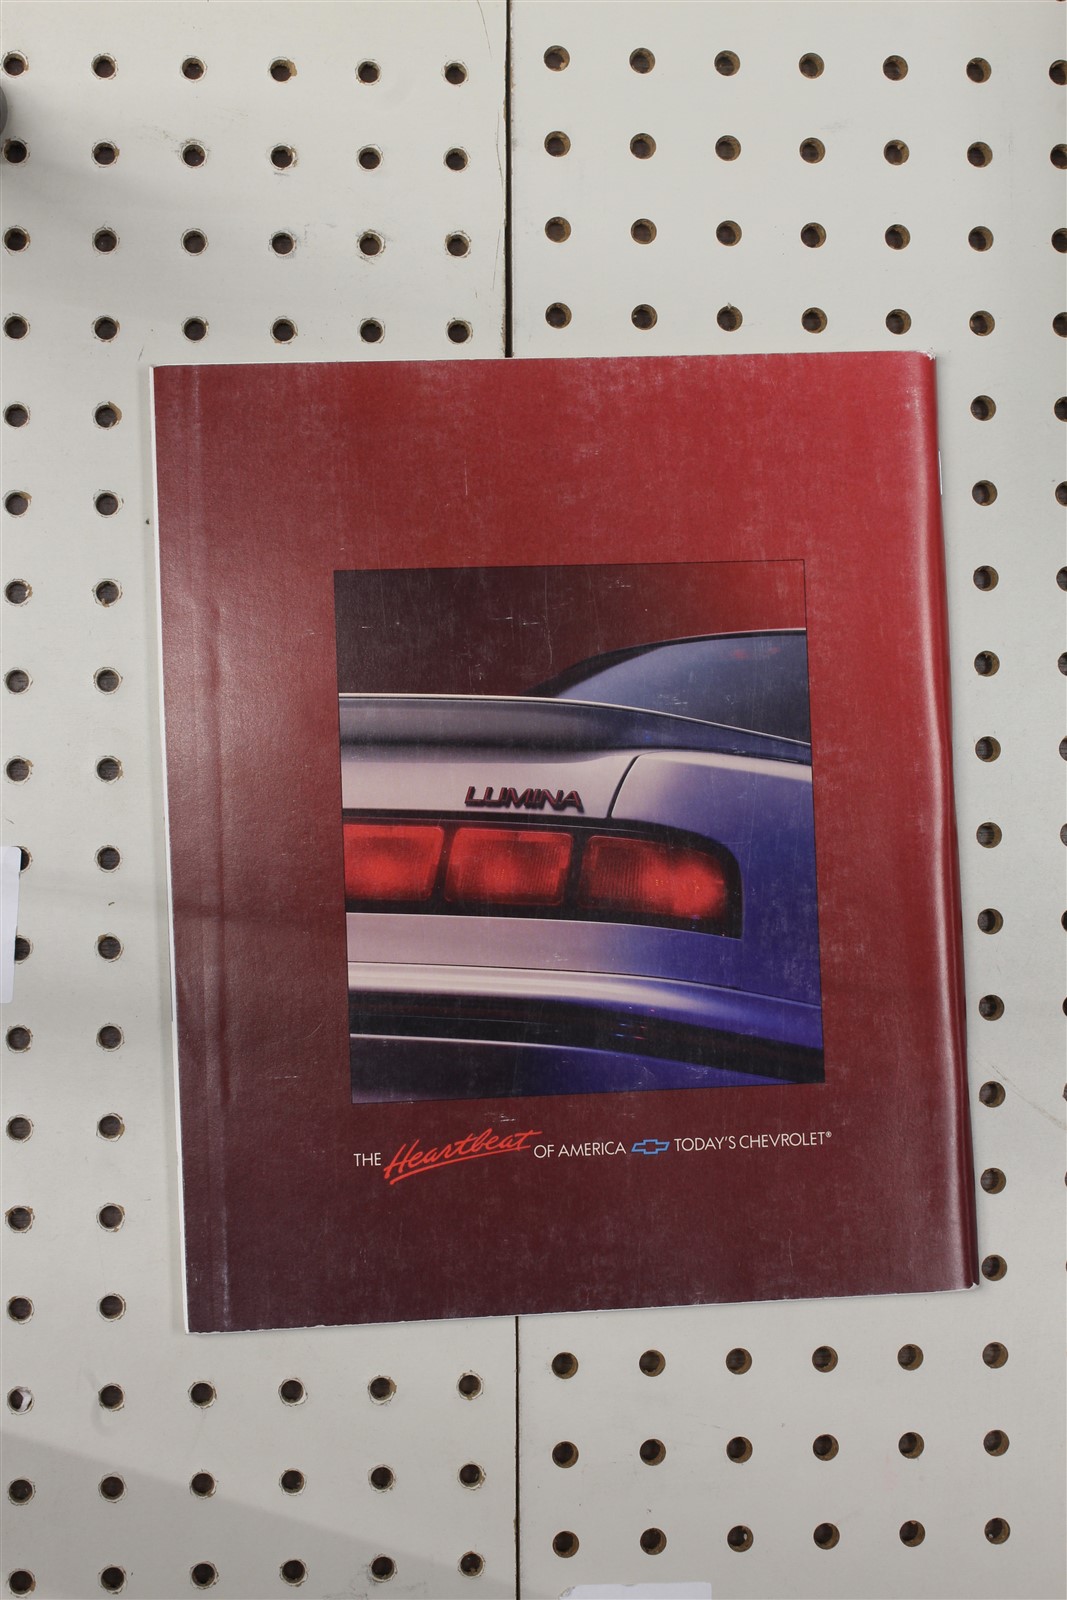 LUMINA
THE Heartbeat OF AMERICA TODAY'S CHEVROLET®